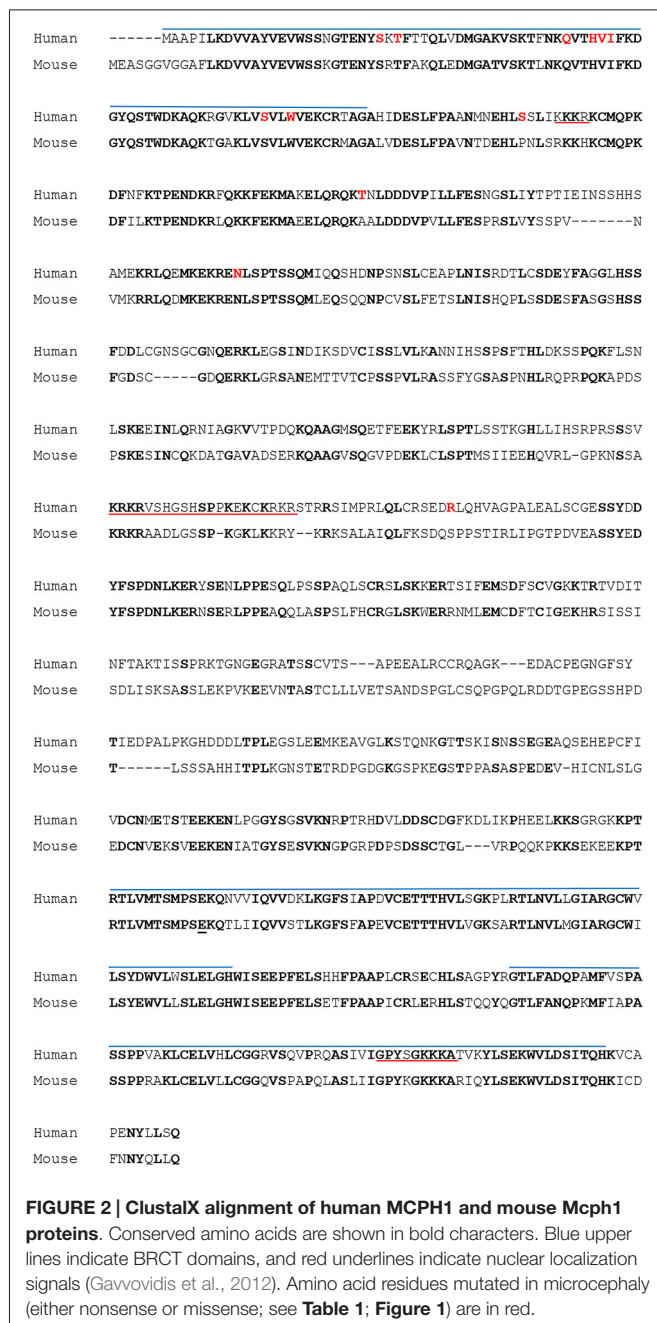 Human ------MAAPILKDVVAYVEVWSSNGTENYSKTFTTQLVDMGAKVSKTFNKQVTHVIFKD
Mouse MEASGGVGGAFLKDVVAYVEVWSSKGTENYSRTFAKQLEDMGATVSKTLNKQVTHVIFKD
Human GYQSTWDKAQKRGVKLVSVLWVEKCRTAGAHIDESLFPAANMNEHLSSLIKKKRKCMQPK
Mouse GYQSTWDKAQKTGAKLVSVLWVEKCRMAGALVDESLFPAVNTDEHLPNLSRKKHKCMQPK
Human DFNFKTPENDKRFQKKFEKMAKELQRQKTNLDDDVPILLFESNGSLIYTPTIEINSSHHS
Mouse DFILKTPENDKRLQKKFEKMAEELQRQKAALDDDVPVLLFESPRSLVYSSPV-------N
Human AMEKRLQEMKEKRENLSPTSSQMIQQSHDNPSNSLCEAPLNISRDTLCSDEYFAGGLHSS
Mouse VMKRRLQDMKEKRENLSPTSSQMLEQSQQNPCVSLFETSLNISHQPLSSDESFASGSHSS
Human FDDLCGNSGCGNQERKLEGSINDIKSDVCISSLVLKANNIHSSPSFTHLDKSSPQKFLSN
Mouse FGDSC-----GDQERKLGRSANEMTTVTCPSSPVLRASSFYGSASPNHLRQPRPQKAPDS
Human LSKEEINLQRNIAGKVVTPDQKQAAGMSQETFEEKYRLSPTLSSTKGHLLIHSRPRSSSV
Mouse PSKESINCQKDATGAVADSERKQAAGVSQGVPDEKLCLSPTMSIIEEHQVRL-GPKNSSA
Human KRKRVSHGSHSPPKEKCKRKRSTRRSIMPRLQLCRSEDRLQHVAGPALEALSCGESSYDD
Mouse KRKRAADLGSSP-KGKLKKRY--KRKSALAIQLFKSDQSPPSTIRLIPGTPDVEASSYED
Human YFSPDNLKERYSENLPPESQLPSSPAQLSCRSLSKKERTSIFEMSDFSCVGKKTRTVDIT
Mouse YFSPDNLKERNSERLPPEAQQLASPSLFHCRGLSKWERRNMLEMCDFTCIGEKHRSISSI
Human NFTAKTISSPRKTGNGEGRATSSCVTS---APEEALRCCRQAGK---EDACPEGNGFSY
Mouse SDLISKSASSLEKPVKEEVNTASTCLLLVETSANDSPGLCSQPGPQLRDDTGPEGSSHPD
Human TIEDPALPKGHDDDLTPLEGSLEEMKEAVGLKSTQNKGTTSKISNSSEGEAQSEHEPCFI
Mouse T------LSSSAHHITPLKGNSTETRDPGDGKGSPKEGSTPPASASPEDEV-HICNLSLG
Human VDCNMETSTEEKENLPGGYSGSVKNRPTRHDVLDDSCDGFKDLIKPHEELKKSGRGKKPT
Mouse EDCNVEKSVEEKENIATGYSESVKNGPGRPDPSDSSCTGL---VRPQQKPKKSEKEEKPT
Human RTLVMTSMPSEKQNVVIQVVDKLKGFSIAPDVCETTTHVLSGKPLRTLNVLLGIARGCWV
Mouse RTLVMTSMPSEKQTLIIQVVSTLKGFSFAPEVCETTTHVLVGKSARTLNVLMGIARGCWI
Human LSYDWVLWSLELGHWISEEPFELSHHFPAAPLCRSECHLSAGPYRGTLFADQPAMFVSPA
Mouse LSYEWVLLSLELGHWISEEPFELSETFPAAPICRLERHLSTQQYQGTLFANQPKMFIAPA
Human SSPPVAKLCELVHLCGGRVSQVPRQASIVIGPYSGKKKATVKYLSEKWVLDSITQHKVCA
Mouse SSPPRAKLCELVLLCGGQVSPAPQLASLIIGPYKGKKKARIQYLSEKWVLDSITQHKICD
Human PENYLLSQ
Mouse FNNYQLLQ
FIGURE 2 | ClustalX alignment of human MCPH1 and mouse Mcph1
proteins. Conserved amino acids are shown in bold characters. Blue upper
lines indicate BRCT domains, and red underlines indicate nuclear localization
signals (Gavvovidis et al., 2012). Amino acid residues mutated in microcephaly
(either nonsense or missense; see Table 1; Figure 1) are in red.